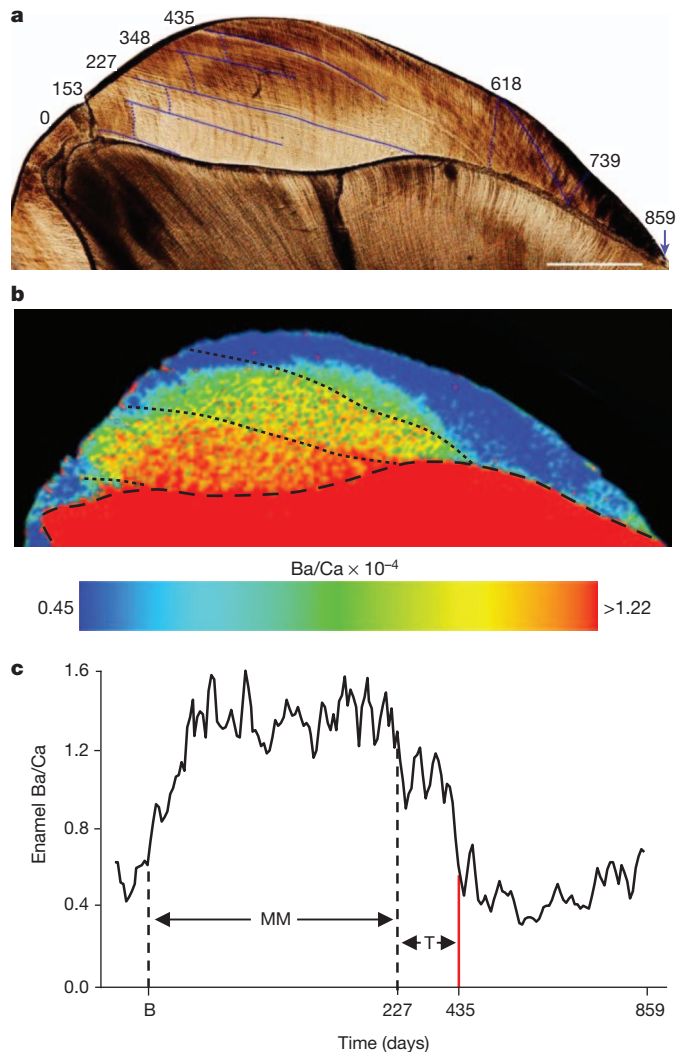 a
435
348
227
153
0
618
739
859
b
Ba/Ca × 10⁻⁴
0.45
>1.22
c
1.6
1.2
0.8
0.4
0.0
Enamel Ba/Ca
MM
T
B
227
435
859
Time (days)